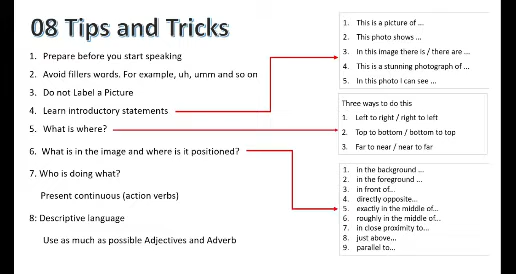 08 Tips and Tricks
1. Prepare before you start speaking
2. Avoid fillers words. For example, uh, umm and so on
3. Do not Label a Picture
4. Learn introductory statements
5. What is where?
6. What is in the image and where is it positioned?
7. Who is doing what?
Present continuous (action verbs)
8: Descriptive language
Use as much as possible Adjectives and Adverb
1. This is a picture of ...
2. This photo shows ...
3. In this image there is / there are ...
4. This is a stunning photograph of ...
5. In this photo I can see ...
Three ways to do this
1. Left to right / right to left
2. Top to bottom / bottom to top
3. Far to near / near to far
1. in the background ...
2. in the foreground ...
3. in front of...
4. directly opposite...
5. exactly in the middle of...
6. roughly in the middle of...
7. in close proximity to...
8. just above...
9. parallel to...